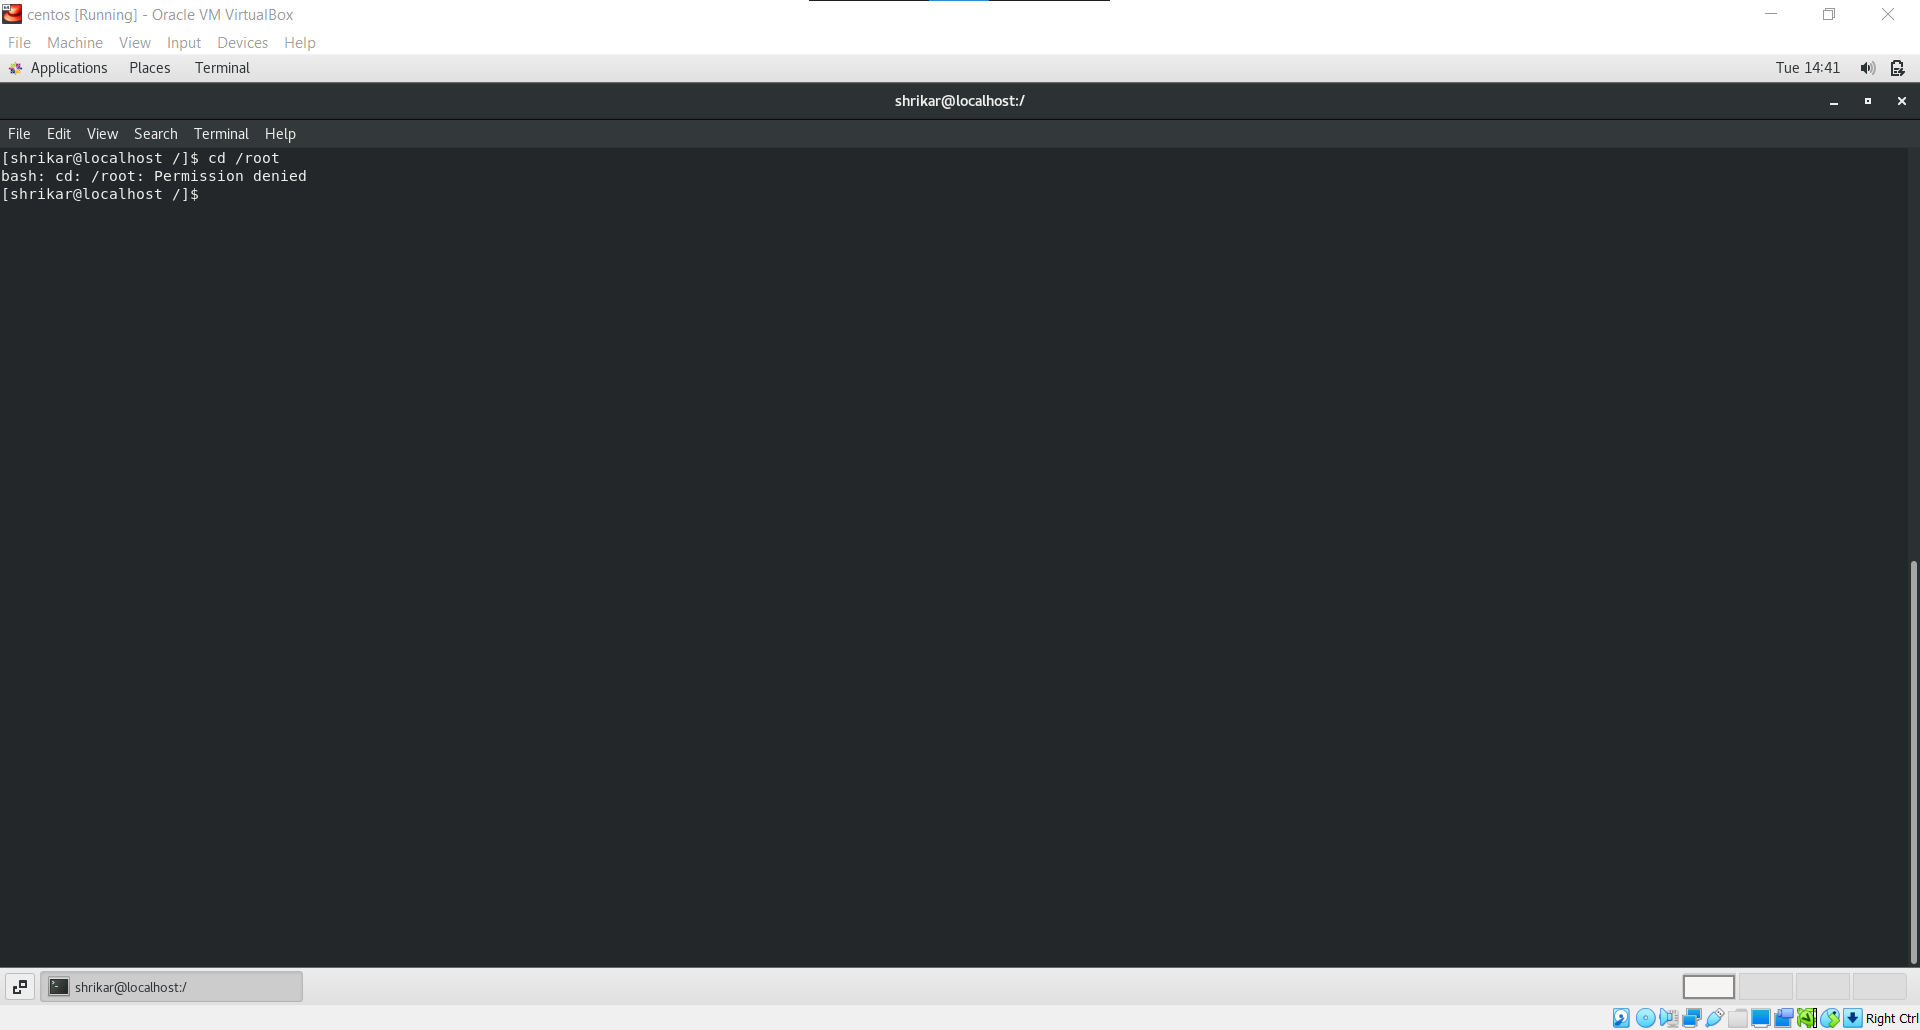 centos [Running] - Oracle VM VirtualBox
File Machine View Input Devices Help
Applications Places Terminal Tue 14:41
shrikar@localhost:/
File Edit View Search Terminal Help
[shrikar@localhost /]$ cd /root
bash: cd: /root: Permission denied
[shrikar@localhost /]$
shrikar@localhost:/
Right Ctrl